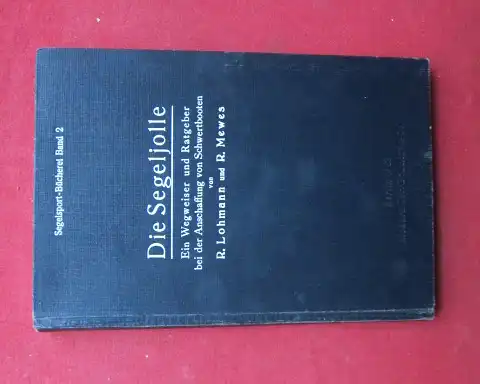 Segelsport-Bücherei Band 2
Die Segeljolle
Ein Wegweiser und Ratgeber
bei der Anschaffung von Schwertbooten
von
R. Lohmann und R. Mewes